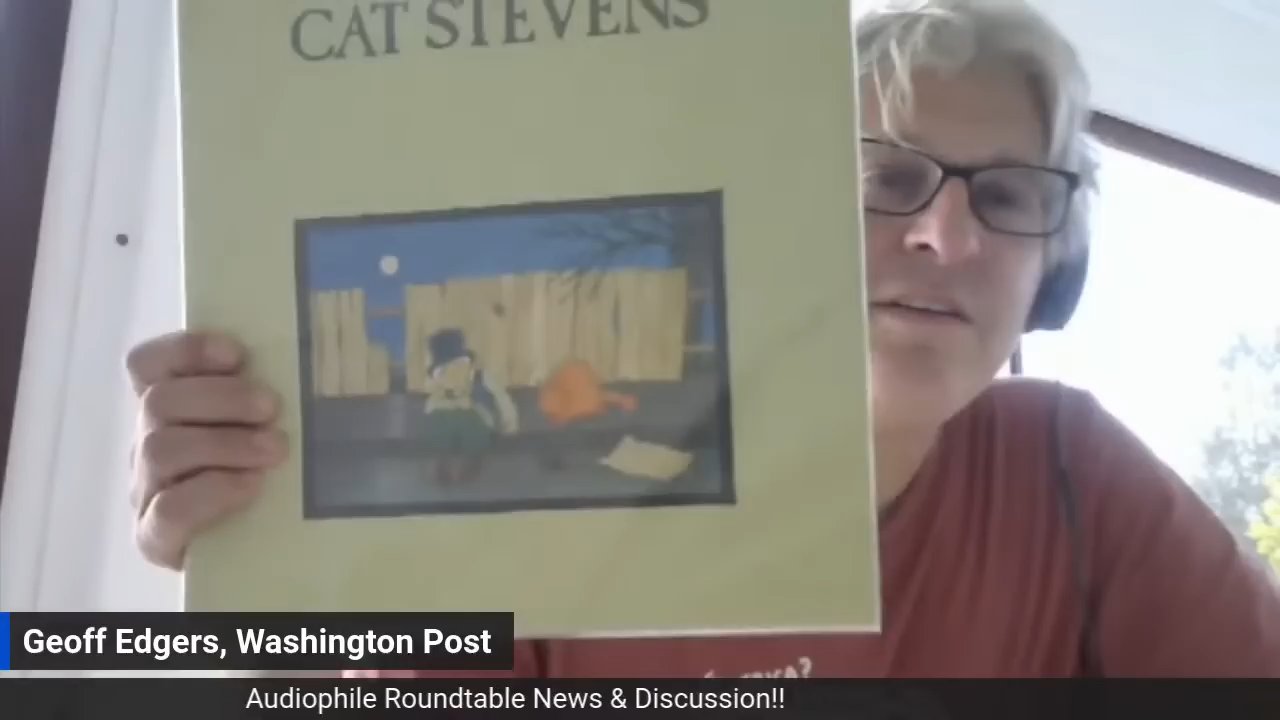 CAT STEVENS
Geoff Edgers, Washington Post
Audiophile Roundtable News & Discussion!!